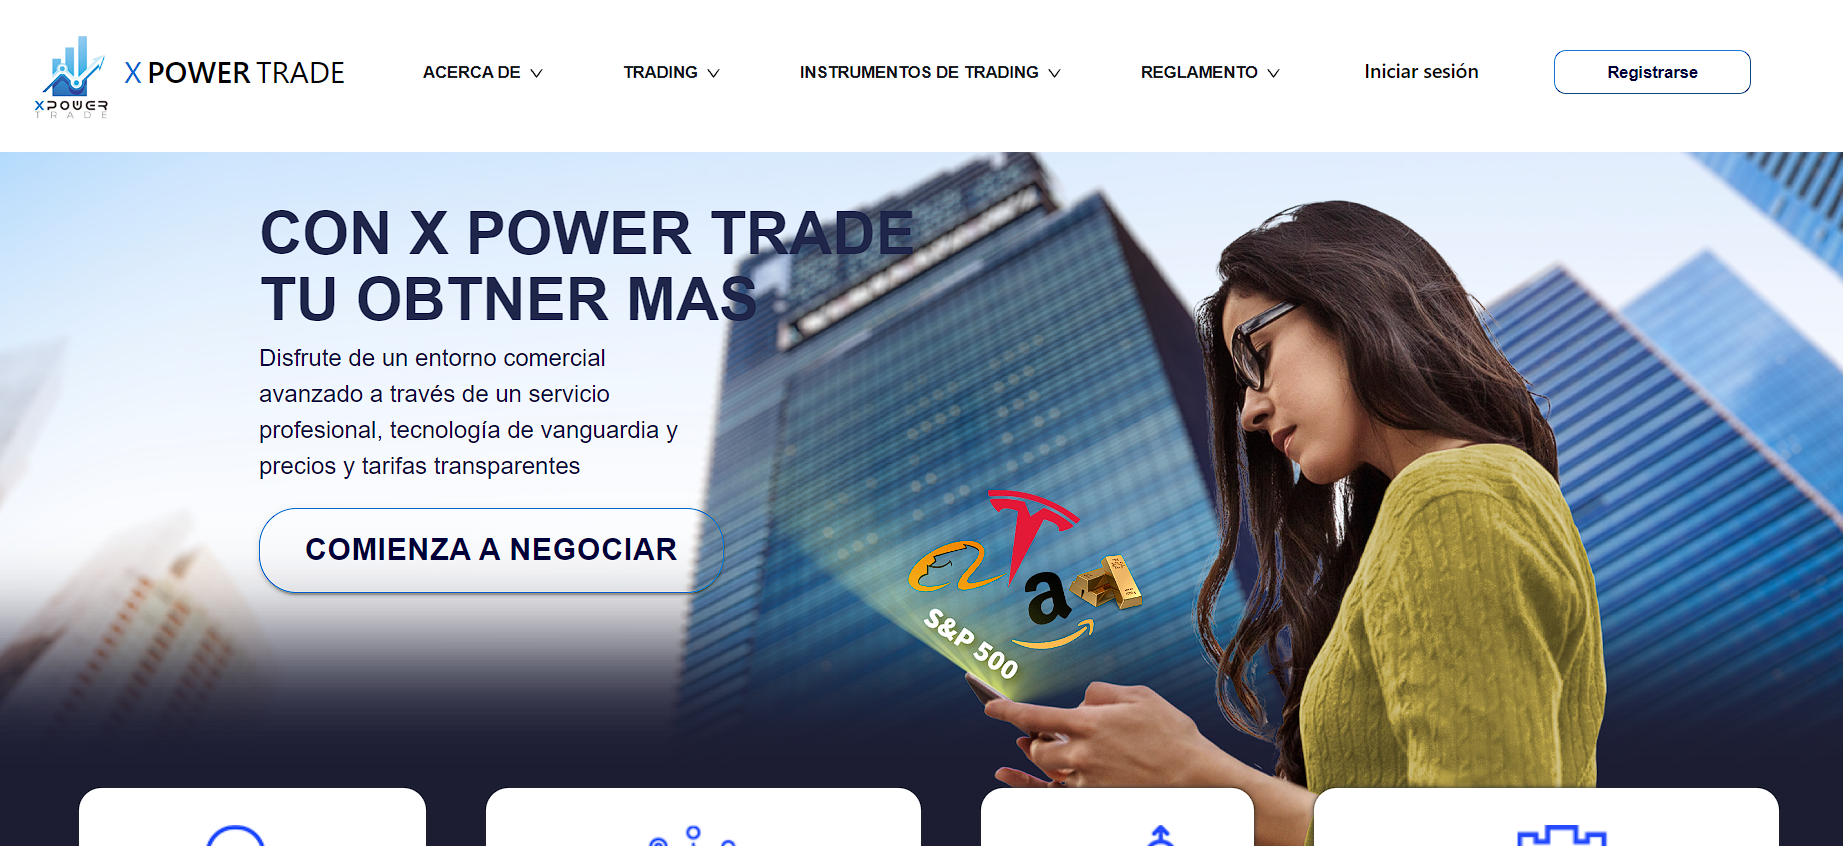 XPOWER
TRADE
X POWER TRADE
ACERCA DE
TRADING
INSTRUMENTOS DE TRADING
REGLAMENTO
Iniciar sesión
Registrarse
CON X POWER TRADE
TU OBTNER MAS
Disfrute de un entorno comercial
avanzado a través de un servicio
profesional, tecnología de vanguardia y
precios y tarifas transparentes
COMIENZA A NEGOCIAR
a
S&P 500